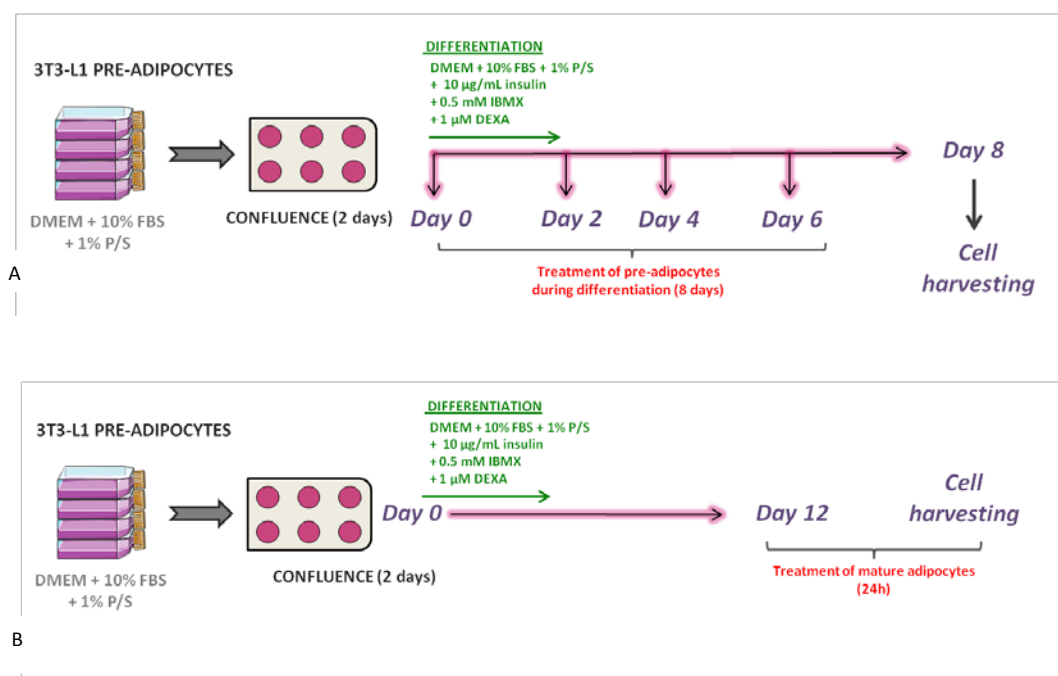 3T3-L1 PRE-ADIPOCYTES
DMEM + 10% FBS
+ 1% P/S
CONFLUENCE (2 days)
DIFFERENTIATION
DMEM + 10% FBS + 1% P/S
+ 10 µg/mL insulin
+ 0.5 mM IBMX
+ 1 µM DEXA
Day 0
Day 2
Day 4
Day 6
Day 8
Treatment of pre-adipocytes
during differentiation (8 days)
Cell
harvesting
A
3T3-L1 PRE-ADIPOCYTES
DMEM + 10% FBS
+ 1% P/S
CONFLUENCE (2 days)
DIFFERENTIATION
DMEM + 10% FBS + 1% P/S
+ 10 µg/mL insulin
+ 0.5 mM IBMX
+ 1 µM DEXA
Day 0
Day 12
Cell
harvesting
Treatment of mature adipocytes
(24h)
B